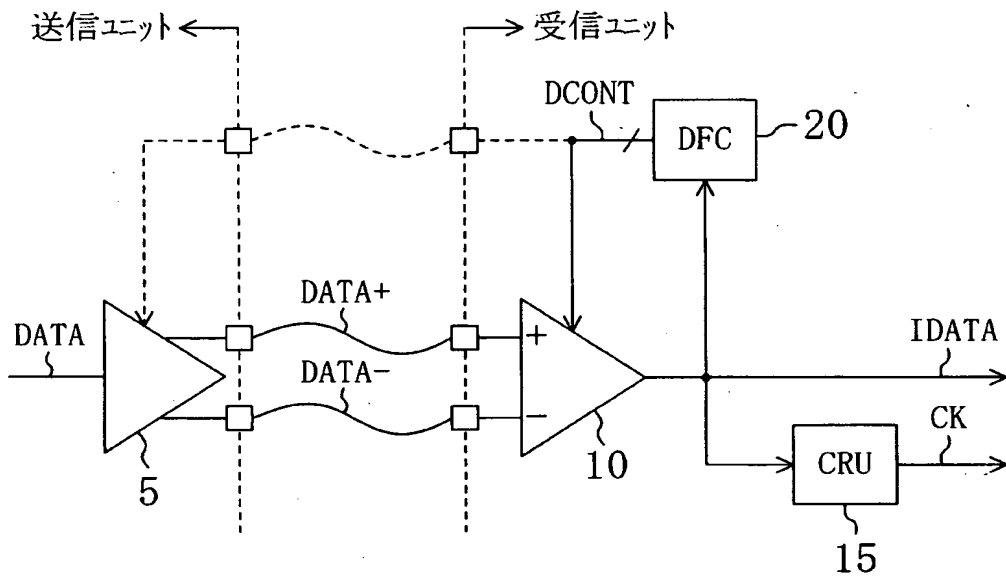 送信ユニット
受信ユニット
DCONT
DFC
20
DATA+
DATA
DATA-
+
-
IDATA
5
10
CK
CRU
15